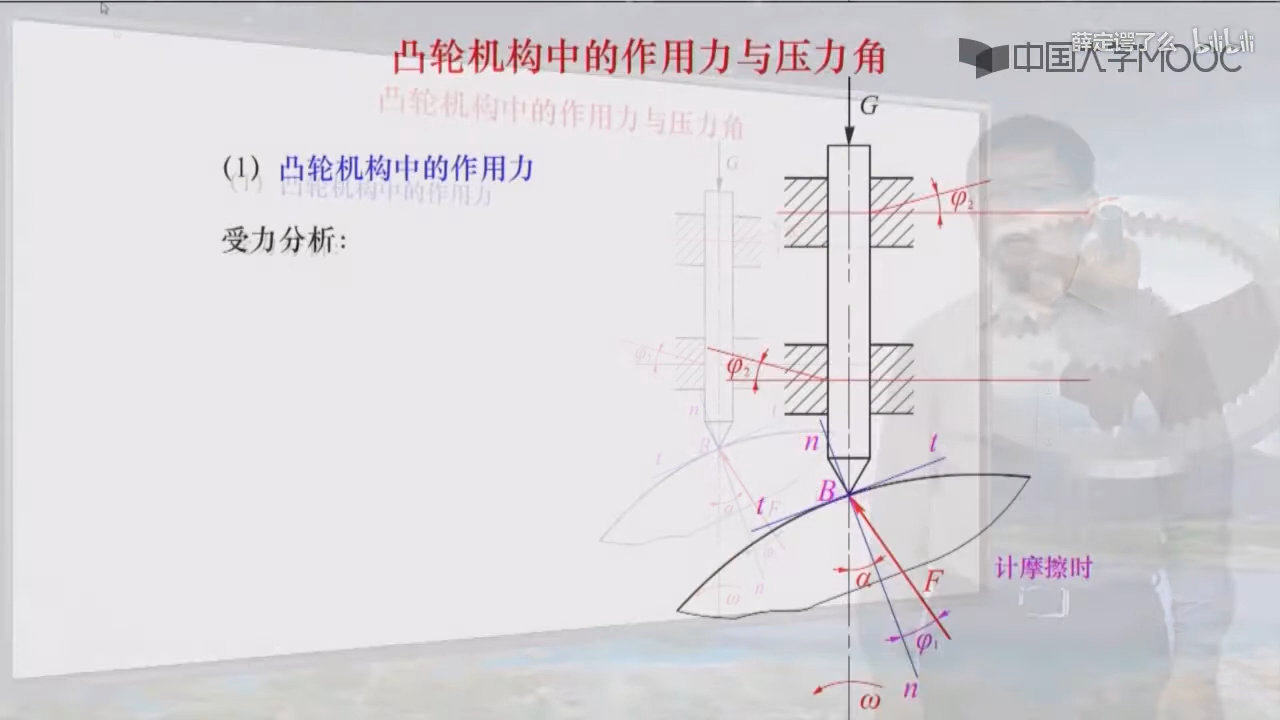 凸轮机构中的作用力与压力角
薛定谔了么 bilibili
中国大学MOOC
凸轮机构中的作用力与压力角
G
G
(1) 凸轮机构中的作用力
(1) 凸轮机构中的作用力
φ₂
受力分析:
φ₂
φ₂
n
t
n
B
B
t
t
t
F
计摩擦时
α
α
F
φ₁
n
n
ω
ω